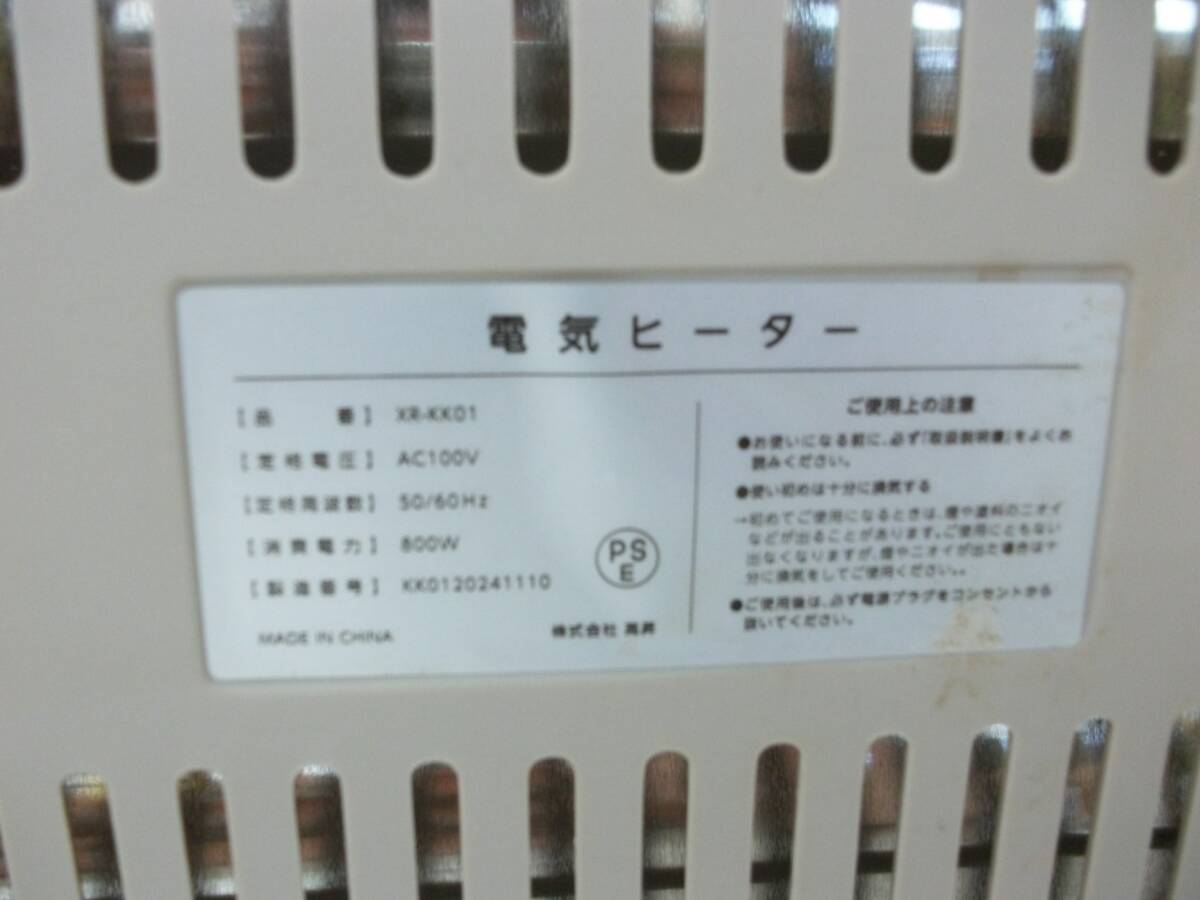 電気ヒーター
【品番】 XR-KK01
【定格電圧】 AC100V
【定格周波数】 50/60Hz
【消費電力】 800W
【製造番号】 KK0120241110
MADE IN CHINA
株式会社 高昇
PS
E
ご使用上の注意
●お使いになる前に、必ず「取扱説明書」をよくお
読みください。
●使い初めは十分に換気する
→初めてご使用になるときは、煙や塗料のニオイ
などが出ることがあります。ご使用にともない
出なくなりますが、煙やニオイが出た場合は十
分に換気をしてご使用ください。。
●ご使用後は、必ず電源プラグをコンセントから
抜いてください。